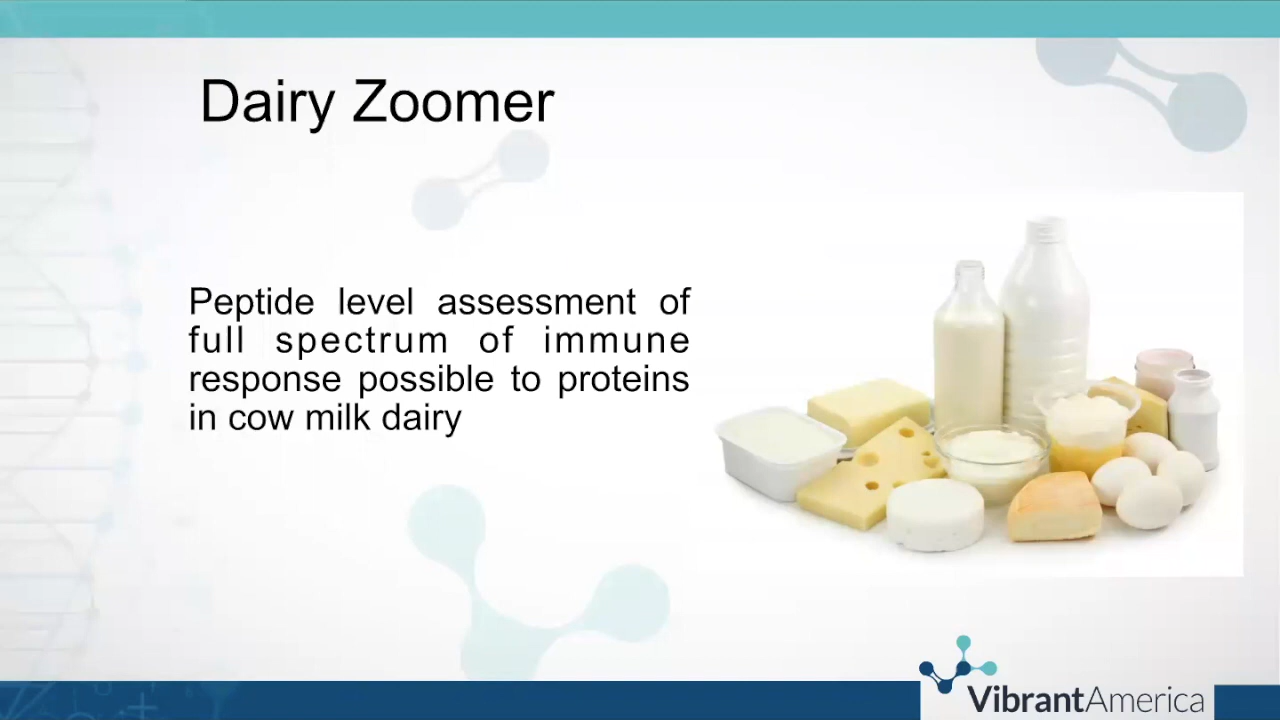 Dairy Zoomer
Peptide level assessment of
full spectrum of immune
response possible to proteins
in cow milk dairy
VibrantAmerica